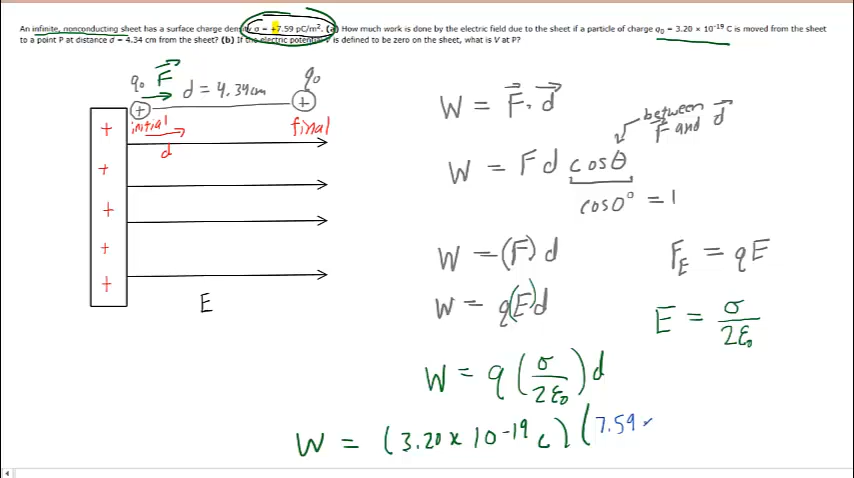 An infinite, nonconducting sheet has a surface charge density σ = +7.59 pC/m². (a) How much work is done by the electric field due to the sheet if a particle of charge q₀ = 3.20 × 10⁻¹⁹ C is moved from the sheet
to a point P at distance d = 4.34 cm from the sheet? (b) If the electric potential V is defined to be zero on the sheet, what is V at P?
q₀ F⃗ d = 4.34cm q₀
+ +
initial final
d
+
+
+
+
+
E
W = F⃗ · d⃗
between
F⃗ and d⃗
W = Fd cosθ
cos0° = 1
W = (F) d
F_E = qE
W = q(E)d
E = σ/2ε₀
W = q (σ/2ε₀) d
W = (3.20 × 10⁻¹⁹ C) (7.59 ×